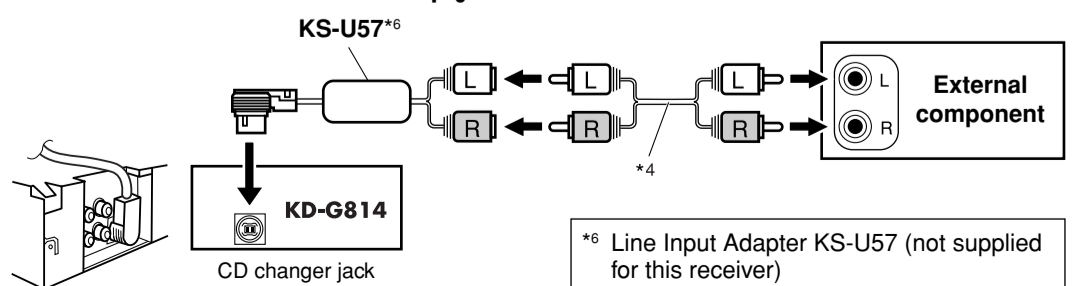 KS-U57*6
L L L L External
component
R R R R
*4
KD-G814
CD changer jack
*6 Line Input Adapter KS-U57 (not supplied
for this receiver)